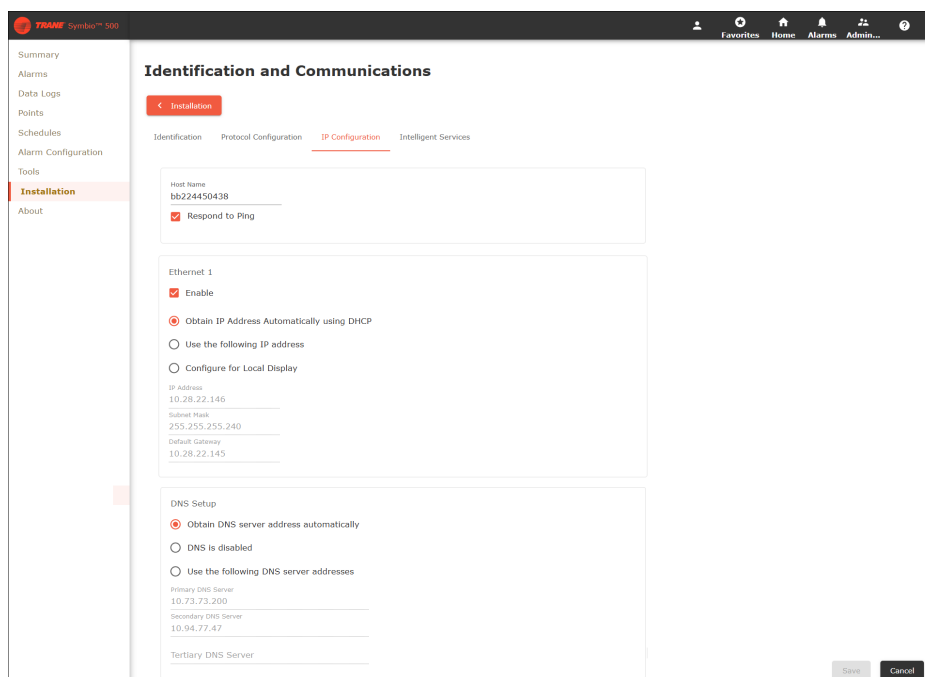 TRANE Symbio™ 500
Favorites Home Alarms Admin...
Summary
Alarms
Data Logs
Points
Schedules
Alarm Configuration
Tools
Installation
About
Identification and Communications
Installation
Identification Protocol Configuration IP Configuration Intelligent Services
Host Name
bb224450438
Respond to Ping
Ethernet 1
Enable
Obtain IP Address Automatically using DHCP
Use the following IP address
Configure for Local Display
IP Address
10.28.22.146
Subnet Mask
255.255.255.240
Default Gateway
10.28.22.145
DNS Setup
Obtain DNS server address automatically
DNS is disabled
Use the following DNS server addresses
Primary DNS Server
10.73.73.200
Secondary DNS Server
10.94.77.47
Tertiary DNS Server
Save Cancel